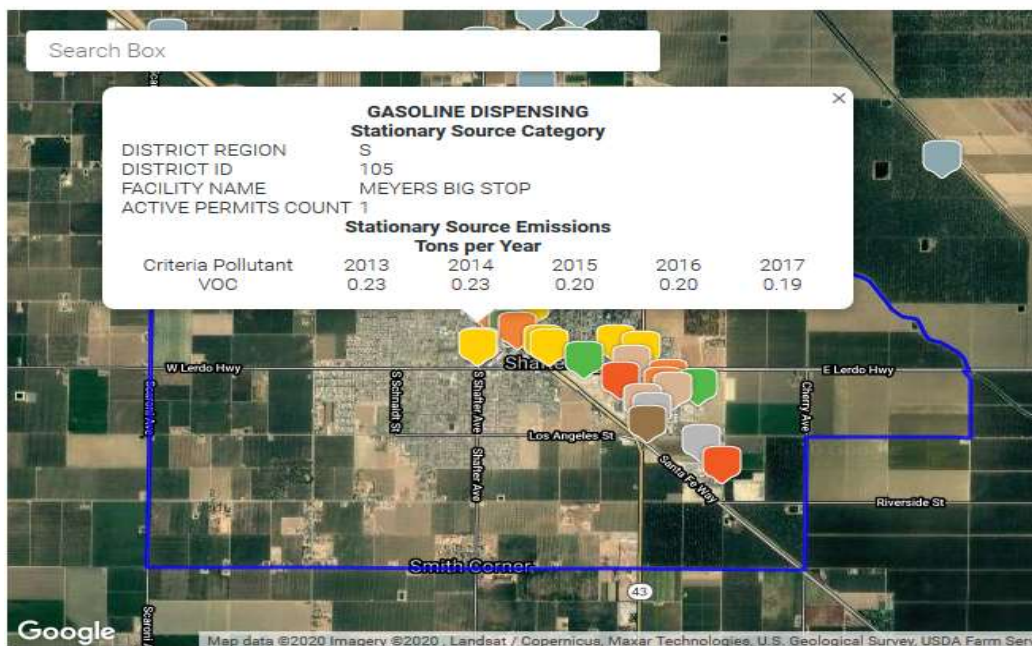 Search Box
×
GASOLINE DISPENSING
Stationary Source Category
DISTRICT REGION S
DISTRICT ID 105
FACILITY NAME MEYERS BIG STOP
ACTIVE PERMITS COUNT 1
Stationary Source Emissions
Tons per Year
Criteria Pollutant 2013 2014 2015 2016 2017
VOC 0.23 0.23 0.20 0.20 0.19
W Lerdo Hwy
E Lerdo Hwy
Scaroni Ave
S Schnaidt St
S Shafter Ave
Shafter Ave
Cherry Ave
Los Angeles St
Santa Fe Way
Riverside St
Smith Corner
43
Google
Map data ©2020 Imagery ©2020 , Landsat / Copernicus, Maxar Technologies, U.S. Geological Survey, USDA Farm Serv